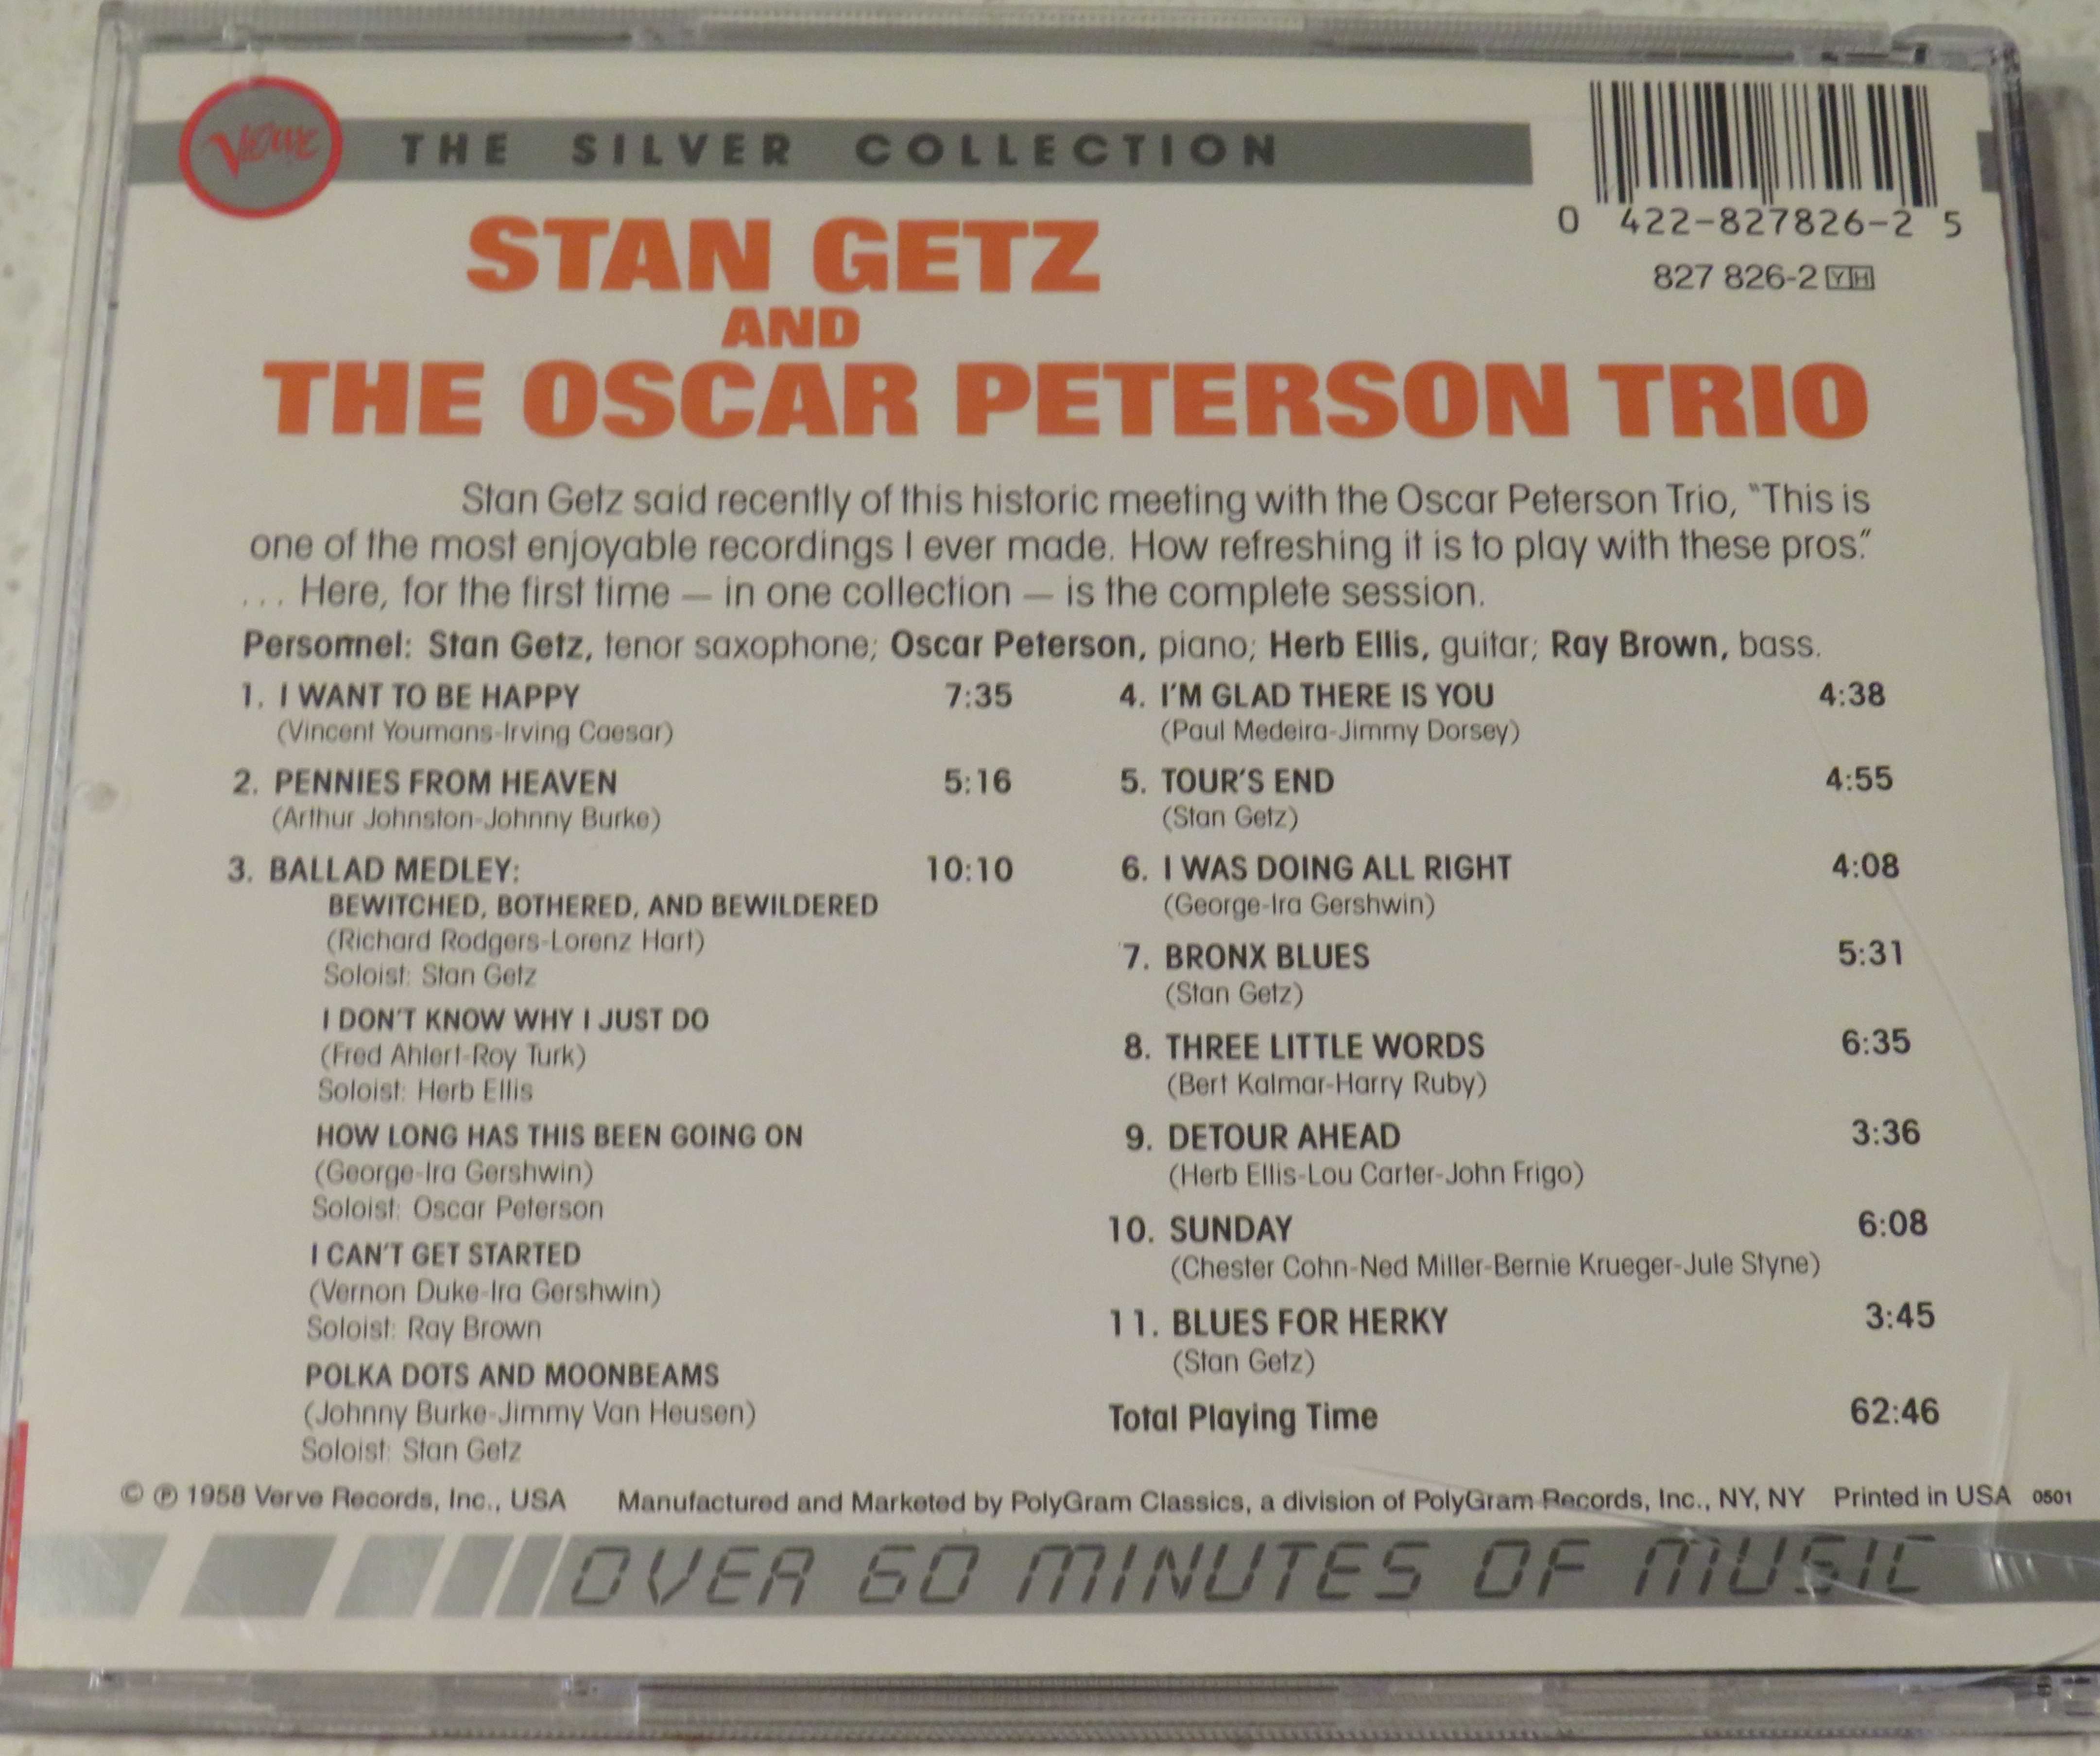 Verve
THE SILVER COLLECTION
0 422-827826-2 5
827 826-2 YH
STAN GETZ
AND
THE OSCAR PETERSON TRIO
Stan Getz said recently of this historic meeting with the Oscar Peterson Trio, "This is
one of the most enjoyable recordings I ever made. How refreshing it is to play with these pros."
... Here, for the first time — in one collection — is the complete session.
Personnel: Stan Getz, tenor saxophone; Oscar Peterson, piano; Herb Ellis, guitar; Ray Brown, bass.
1. I WANT TO BE HAPPY 7:35
(Vincent Youmans-Irving Caesar)
2. PENNIES FROM HEAVEN 5:16
(Arthur Johnston-Johnny Burke)
3. BALLAD MEDLEY: 10:10
BEWITCHED, BOTHERED, AND BEWILDERED
(Richard Rodgers-Lorenz Hart)
Soloist: Stan Getz
I DON'T KNOW WHY I JUST DO
(Fred Ahlert-Roy Turk)
Soloist: Herb Ellis
HOW LONG HAS THIS BEEN GOING ON
(George-Ira Gershwin)
Soloist: Oscar Peterson
I CAN'T GET STARTED
(Vernon Duke-Ira Gershwin)
Soloist: Ray Brown
POLKA DOTS AND MOONBEAMS
(Johnny Burke-Jimmy Van Heusen)
Soloist: Stan Getz
4. I'M GLAD THERE IS YOU 4:38
(Paul Medeira-Jimmy Dorsey)
5. TOUR'S END 4:55
(Stan Getz)
6. I WAS DOING ALL RIGHT 4:08
(George-Ira Gershwin)
7. BRONX BLUES 5:31
(Stan Getz)
8. THREE LITTLE WORDS 6:35
(Bert Kalmar-Harry Ruby)
9. DETOUR AHEAD 3:36
(Herb Ellis-Lou Carter-John Frigo)
10. SUNDAY 6:08
(Chester Cohn-Ned Miller-Bernie Krueger-Jule Styne)
11. BLUES FOR HERKY 3:45
(Stan Getz)
Total Playing Time 62:46
© ℗ 1958 Verve Records, Inc., USA Manufactured and Marketed by PolyGram Classics, a division of PolyGram Records, Inc., NY, NY Printed in USA 0501
OVER 60 MINUTES OF MUSIC